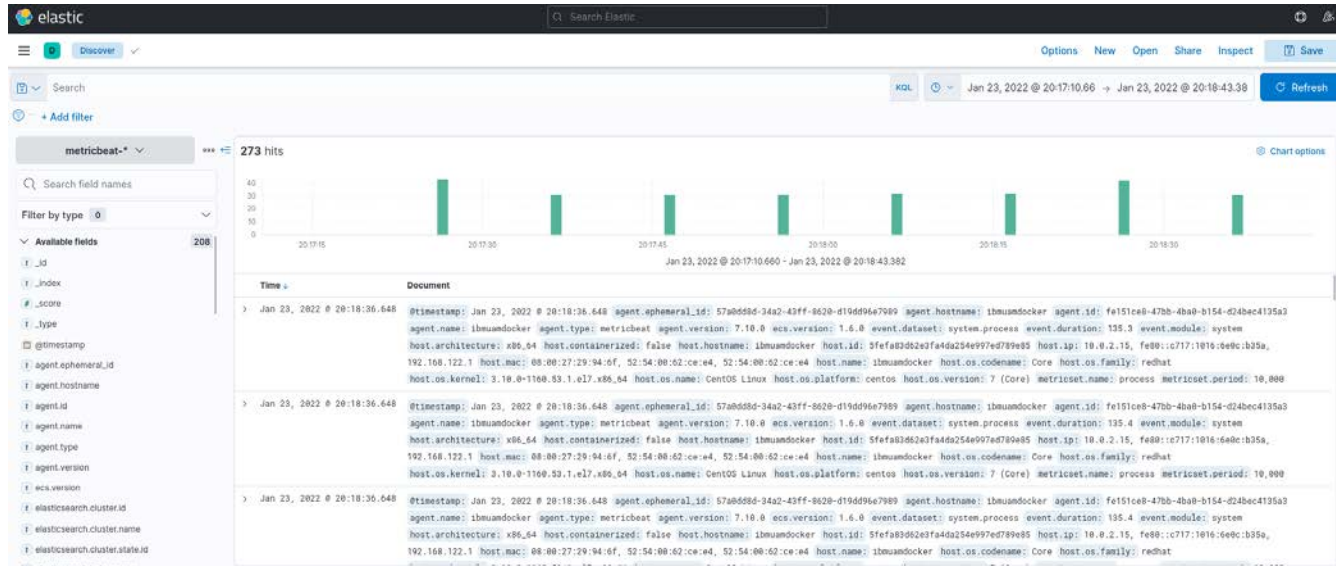 elastic
Search Elastic
D Discover
Options New Open Share Inspect Save
Search
KQL
Jan 23, 2022 @ 20:17:10.66 → Jan 23, 2022 @ 20:18:43.38
Refresh
+ Add filter
metricbeat-*
273 hits
Chart options
Search field names
Filter by type 0
Available fields 208
t _id
t _index
# _score
t _type
@timestamp
t agent.ephemeral_id
t agent.hostname
t agent.id
t agent.name
t agent.type
t agent.version
t ecs.version
t elasticsearch.cluster.id
t elasticsearch.cluster.name
t elasticsearch.cluster.state.id
40
30
20
10
0
20:17:15 20:17:30 20:17:45 20:18:00 20:18:15 20:18:30
Jan 23, 2022 @ 20:17:10.660 - Jan 23, 2022 @ 20:18:43.382
Time Document
Jan 23, 2022 @ 20:18:36.648
@timestamp: Jan 23, 2022 @ 20:18:36.648 agent.ephemeral_id: 57a0dd8d-34a2-43ff-8620-d19dd96e7989 agent.hostname: ibmuamdocker agent.id: fe151ce8-47bb-4ba0-b154-d24bec4135a3
agent.name: ibmuamdocker agent.type: metricbeat agent.version: 7.10.0 ecs.version: 1.6.0 event.dataset: system.process event.duration: 135.3 event.module: system
host.architecture: x86_64 host.containerized: false host.hostname: ibmuamdocker host.id: 5fefa83d62e3fa4da254e997ed789e85 host.ip: 10.0.2.15, fe80::c717:1016:6e0c:b35a,
192.168.122.1 host.mac: 08:00:27:29:94:6f, 52:54:00:62:ce:e4, 52:54:00:62:ce:e4 host.name: ibmuamdocker host.os.codename: Core host.os.family: redhat
host.os.kernel: 3.10.0-1160.53.1.el7.x86_64 host.os.name: CentOS Linux host.os.platform: centos host.os.version: 7 (Core) metricset.name: process metricset.period: 10,000
Jan 23, 2022 @ 20:18:36.648
@timestamp: Jan 23, 2022 @ 20:18:36.648 agent.ephemeral_id: 57a0dd8d-34a2-43ff-8620-d19dd96e7989 agent.hostname: ibmuamdocker agent.id: fe151ce8-47bb-4ba0-b154-d24bec4135a3
agent.name: ibmuamdocker agent.type: metricbeat agent.version: 7.10.0 ecs.version: 1.6.0 event.dataset: system.process event.duration: 135.4 event.module: system
host.architecture: x86_64 host.containerized: false host.hostname: ibmuamdocker host.id: 5fefa83d62e3fa4da254e997ed789e85 host.ip: 10.0.2.15, fe80::c717:1016:6e0c:b35a,
192.168.122.1 host.mac: 08:00:27:29:94:6f, 52:54:00:62:ce:e4, 52:54:00:62:ce:e4 host.name: ibmuamdocker host.os.codename: Core host.os.family: redhat
host.os.kernel: 3.10.0-1160.53.1.el7.x86_64 host.os.name: CentOS Linux host.os.platform: centos host.os.version: 7 (Core) metricset.name: process metricset.period: 10,000
Jan 23, 2022 @ 20:18:36.648
@timestamp: Jan 23, 2022 @ 20:18:36.648 agent.ephemeral_id: 57a0dd8d-34a2-43ff-8620-d19dd96e7989 agent.hostname: ibmuamdocker agent.id: fe151ce8-47bb-4ba0-b154-d24bec4135a3
agent.name: ibmuamdocker agent.type: metricbeat agent.version: 7.10.0 ecs.version: 1.6.0 event.dataset: system.process event.duration: 135.4 event.module: system
host.architecture: x86_64 host.containerized: false host.hostname: ibmuamdocker host.id: 5fefa83d62e3fa4da254e997ed789e85 host.ip: 10.0.2.15, fe80::c717:1016:6e0c:b35a,
192.168.122.1 host.mac: 08:00:27:29:94:6f, 52:54:00:62:ce:e4, 52:54:00:62:ce:e4 host.name: ibmuamdocker host.os.codename: Core host.os.family: redhat